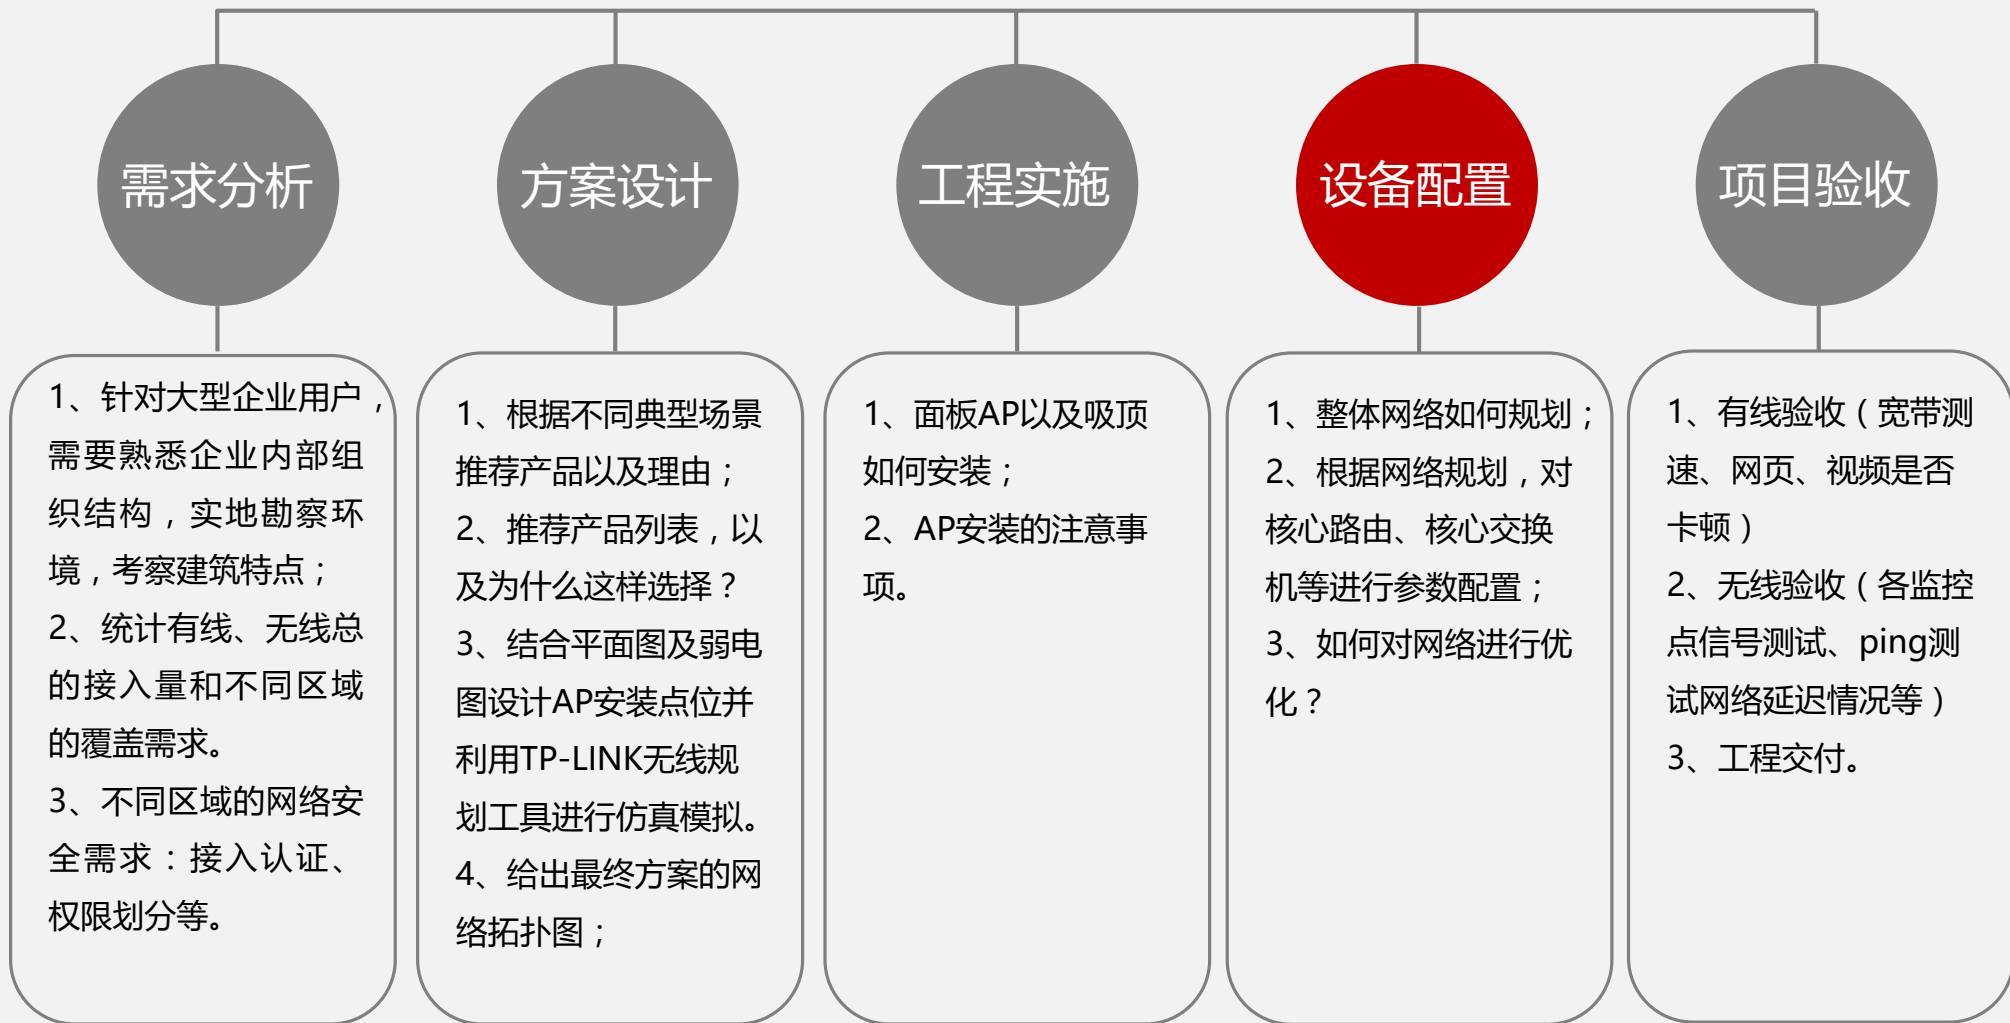 需求分析
方案设计
工程实施
设备配置
项目验收
1、针对大型企业用户，
需要熟悉企业内部组
织结构，实地勘察环
境，考察建筑特点；
2、统计有线、无线总
的接入量和不同区域
的覆盖需求。
3、不同区域的网络安
全需求：接入认证、
权限划分等。
1、根据不同典型场景
推荐产品以及理由；
2、推荐产品列表，以
及为什么这样选择？
3、结合平面图及弱电
图设计AP安装点位并
利用TP-LINK无线规
划工具进行仿真模拟。
4、给出最终方案的网
络拓扑图；
1、面板AP以及吸顶
如何安装；
2、AP安装的注意事
项。
1、整体网络如何规划；
2、根据网络规划，对
核心路由、核心交换
机等进行参数配置；
3、如何对网络进行优
化？
1、有线验收（宽带测
速、网页、视频是否
卡顿）
2、无线验收（各监控
点信号测试、ping测
试网络延迟情况等）
3、工程交付。